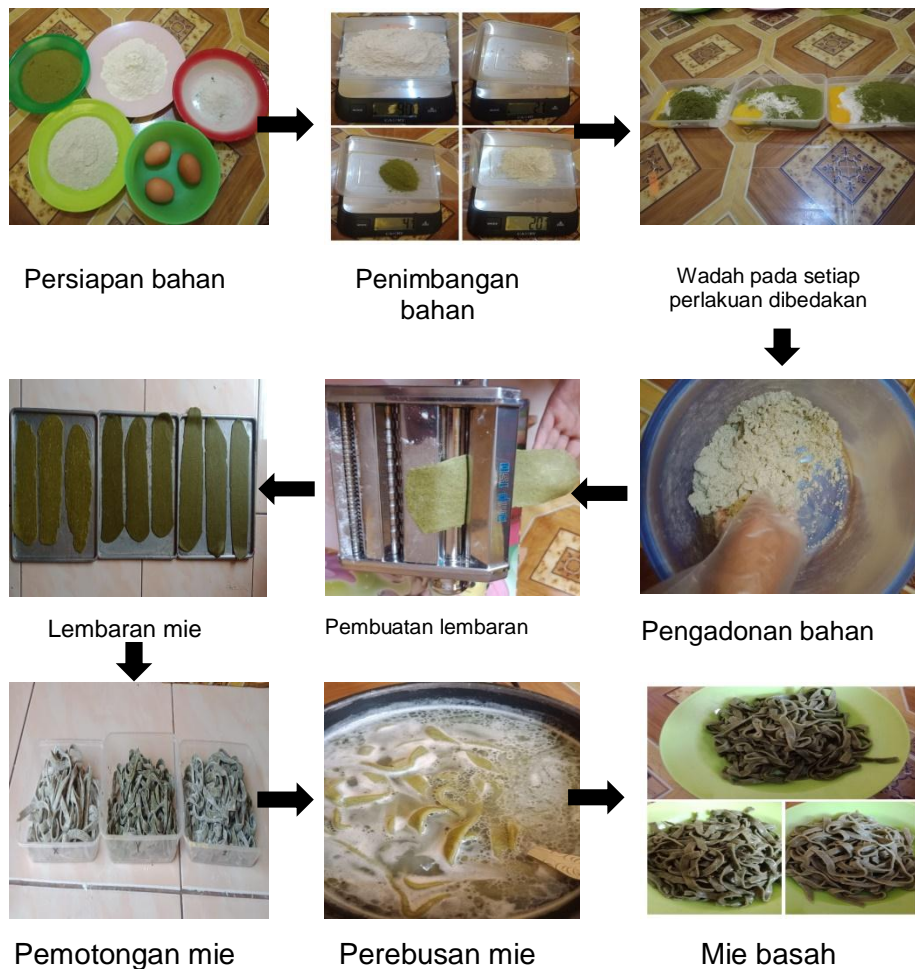 Persiapan bahan
Penimbangan
bahan
Wadah pada setiap
perlakuan dibedakan
Lembaran mie
Pembuatan lembaran
Pengadonan bahan
Pemotongan mie
Perebusan mie
Mie basah